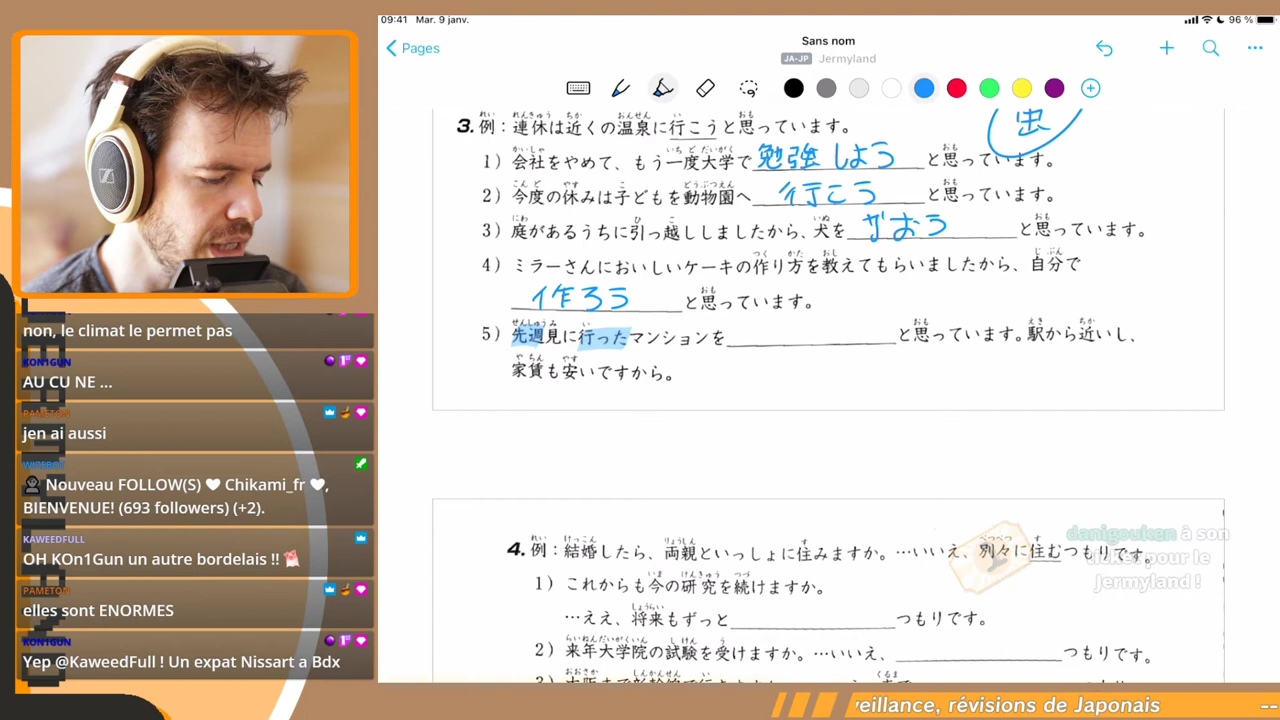 09:41 Mar. 9 janv.
96 %
Pages
Sans nom
JA-JP Jermyland
3. 例：連休は近くの温泉に行こうと思っています。
虫
1）会社をやめて、もう一度大学で勉強しようと思っています。
2）今度の休みは子どもを動物園へ行こうと思っています。
3）庭があるうちに引っ越ししましたから、犬をがおうと思っています。
4）ミラーさんにおいしいケーキの作り方を教えてもらいましたから、自分で
作ろうと思っています。
5）先週見に行ったマンションを と思っています。駅から近いし、
家賃も安いですから。
4. 例：結婚したら、両親といっしょに住みますか。…いいえ、別々に住むつもりです。
1）これからも今の研究を続けますか。
…ええ、将来もずっと つもりです。
2）来年大学院の試験を受けますか。…いいえ、 つもりです。
danigouken à son
ticket pour le
Jermyland !
non, le climat le permet pas
KON1GUN
AU CU NE ...
PAMETON
jen ai aussi
WIZEBOT
Nouveau FOLLOW(S) Chikami_fr ,
BIENVENUE! (693 followers) (+2).
KAWEEDFULL
OH KOn1Gun un autre bordelais !!
PAMETON
elles sont ENORMES
KON1GUN
Yep @KaweedFull ! Un expat Nissart a Bdx
eillance, révisions de Japonais --